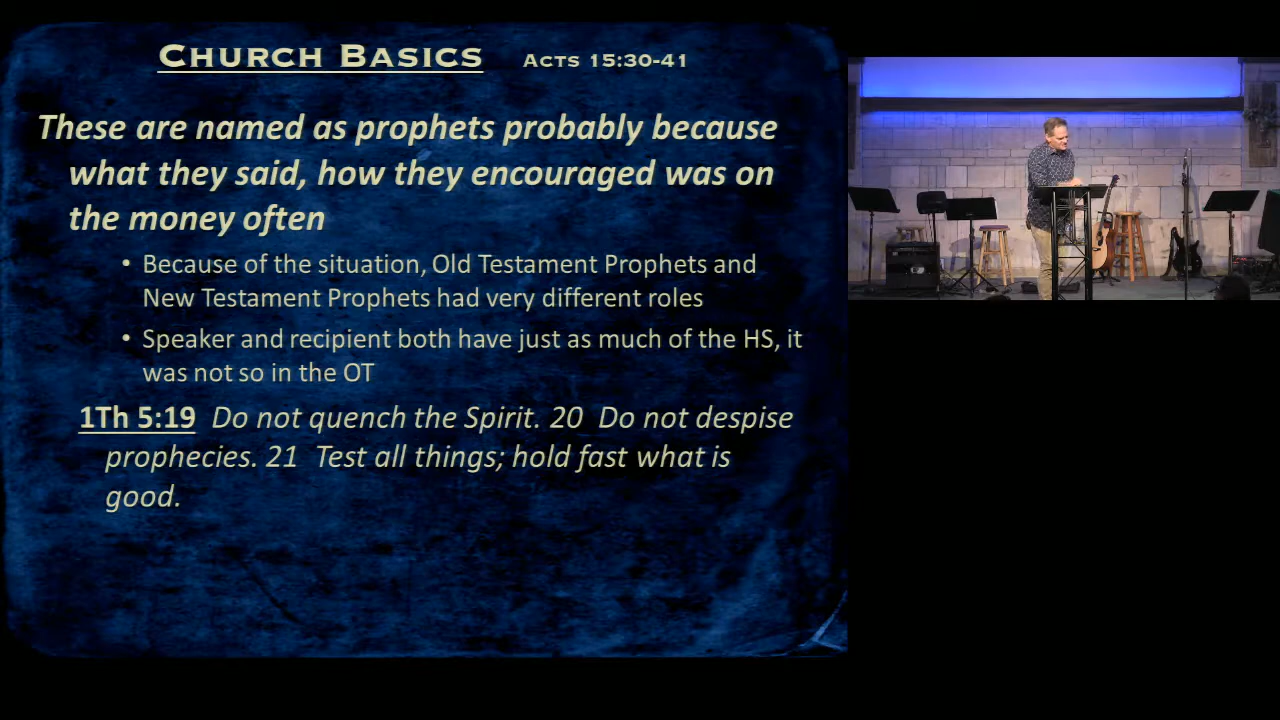 Church Basics Acts 15:30-41
These are named as prophets probably because
what they said, how they encouraged was on
the money often
• Because of the situation, Old Testament Prophets and
New Testament Prophets had very different roles
• Speaker and recipient both have just as much of the HS, it
was not so in the OT
1Th 5:19 Do not quench the Spirit. 20 Do not despise
prophecies. 21 Test all things; hold fast what is
good.